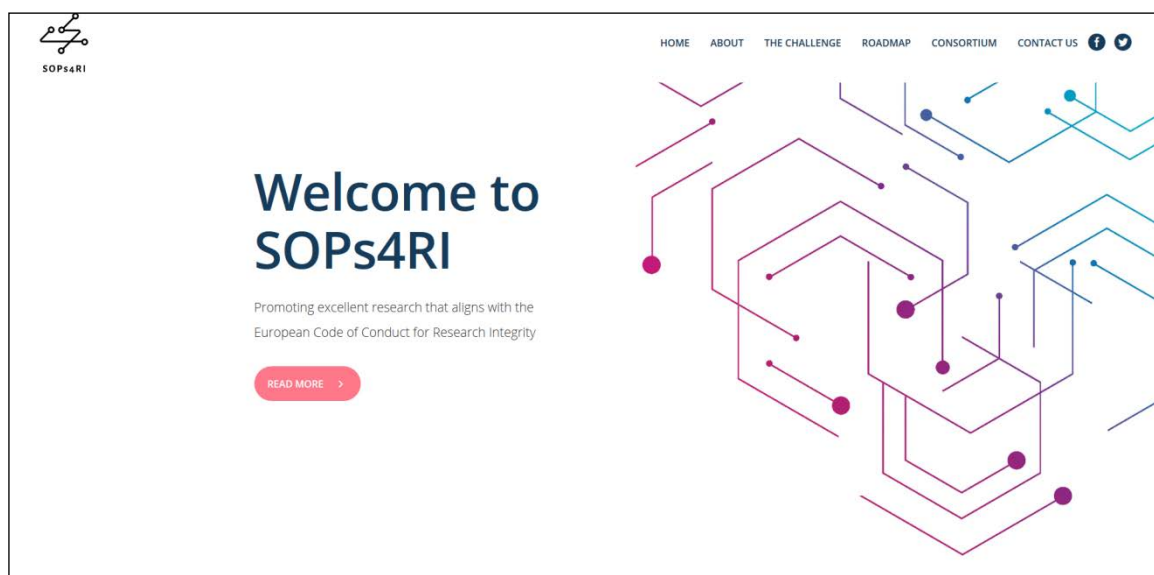 SOPs4RI
HOME ABOUT THE CHALLENGE ROADMAP CONSORTIUM CONTACT US
Welcome to
SOPs4RI
Promoting excellent research that aligns with the
European Code of Conduct for Research Integrity
READ MORE